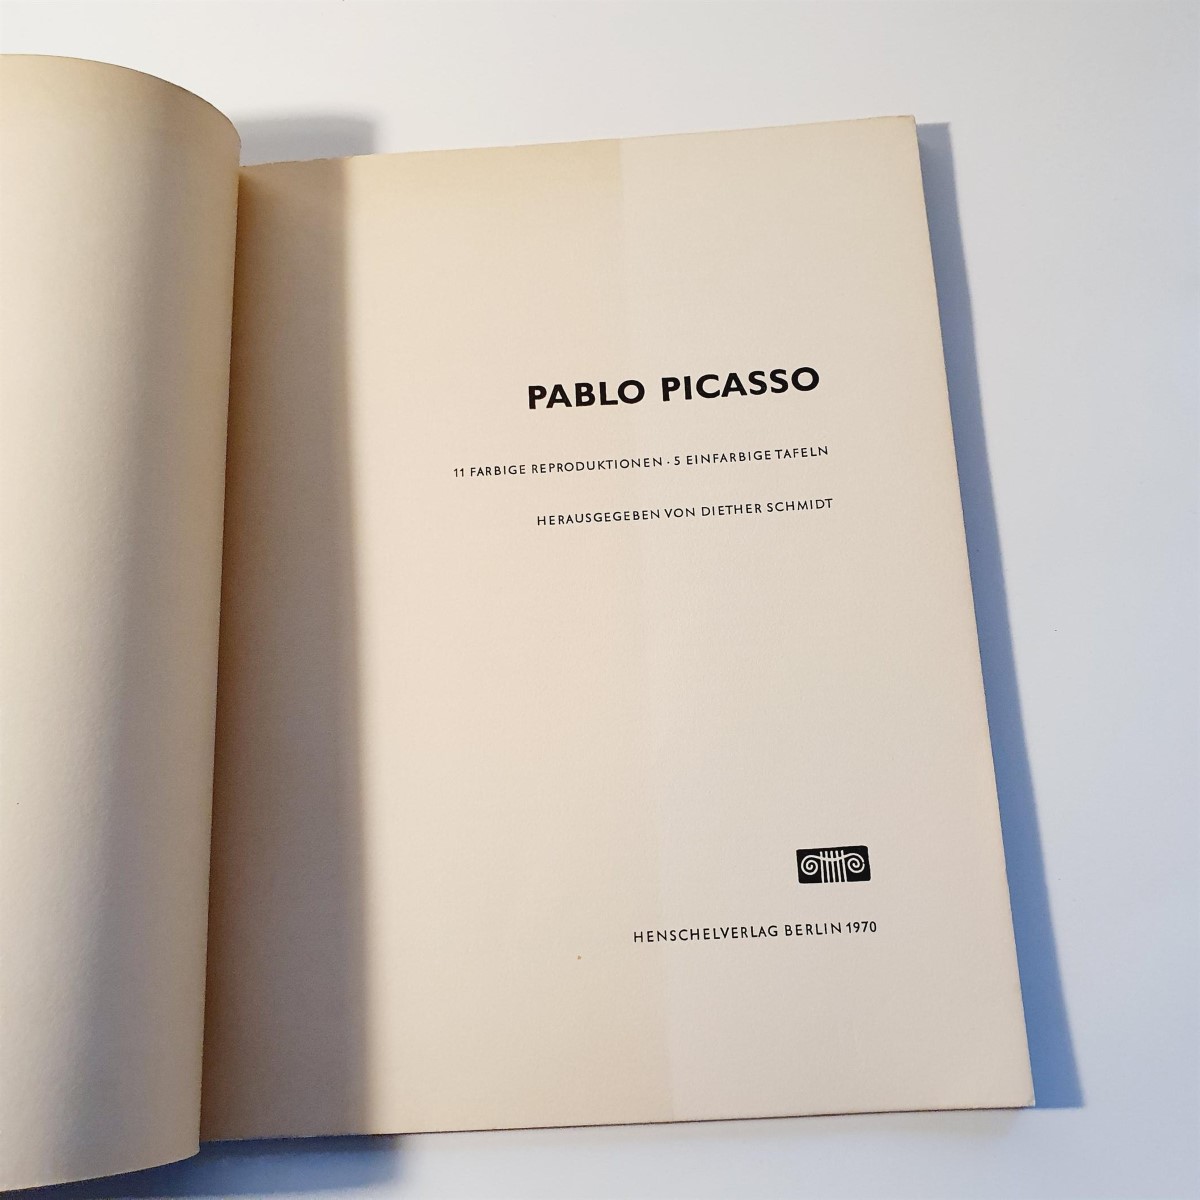 PABLO PICASSO
11 FARBIGE REPRODUKTIONEN · 5 EINFARBIGE TAFELN
HERAUSGEGEBEN VON DIETHER SCHMIDT
HENSCHELVERLAG BERLIN 1970